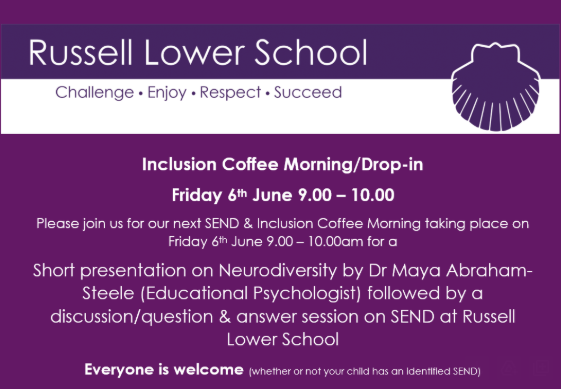 Russell Lower School
Challenge • Enjoy • Respect • Succeed
Inclusion Coffee Morning/Drop-in
Friday 6th June 9.00 – 10.00
Please join us for our next SEND & Inclusion Coffee Morning taking place on
Friday 6th June 9.00 – 10.00am for a
Short presentation on Neurodiversity by Dr Maya Abraham-
Steele (Educational Psychologist) followed by a
discussion/question & answer session on SEND at Russell
Lower School
Everyone is welcome (whether or not your child has an identified SEND)